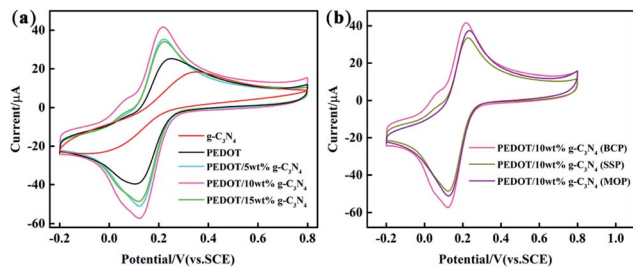 (a)
60
40
20
0
-20
-40
-60
Current/µA
g-C3N4
PEDOT
PEDOT/5wt% g-C3N4
PEDOT/10wt% g-C3N4
PEDOT/15wt% g-C3N4
-0.2 0.0 0.2 0.4 0.6 0.8
Potential/V(vs.SCE)
(b)
60
40
20
0
-20
-40
-60
Current/µA
PEDOT/10wt% g-C3N4 (BCP)
PEDOT/10wt% g-C3N4 (SSP)
PEDOT/10wt% g-C3N4 (MOP)
-0.2 0.0 0.2 0.4 0.6 0.8 1.0
Potential/V(vs.SCE)